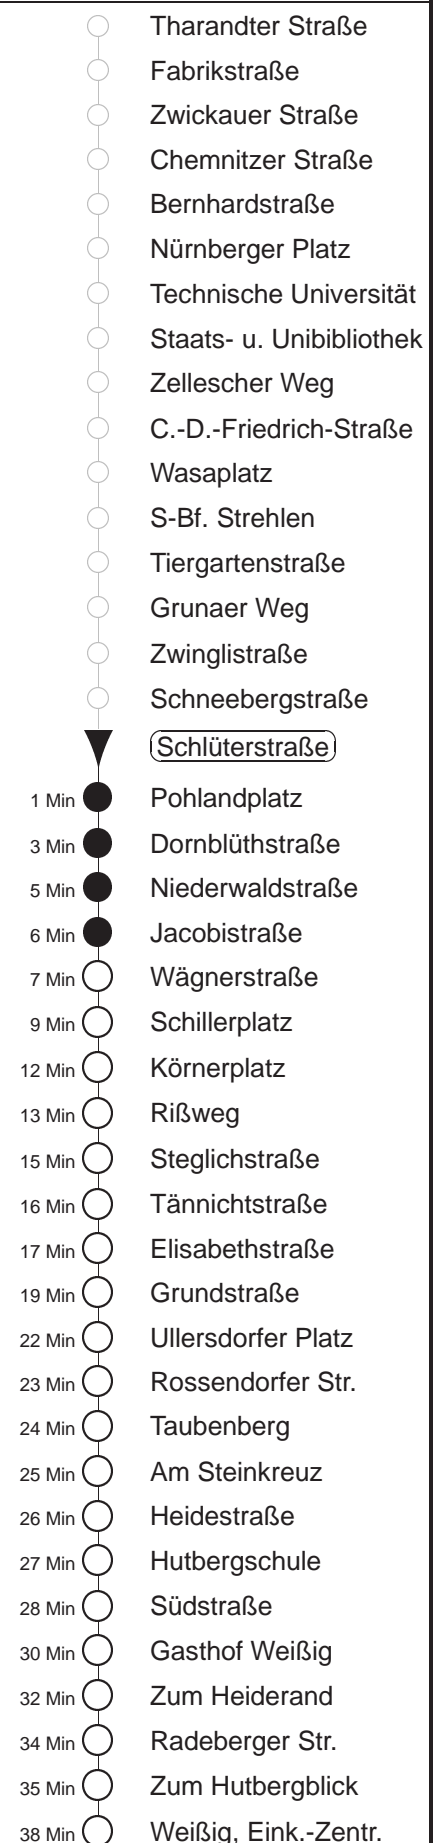 Tharandter Straße
Fabrikstraße
Zwickauer Straße
Chemnitzer Straße
Bernhardstraße
Nürnberger Platz
Technische Universität
Staats- u. Unibibliothek
Zellescher Weg
C.-D.-Friedrich-Straße
Wasaplatz
S-Bf. Strehlen
Tiergartenstraße
Grunaer Weg
Zwinglistraße
Schneebergstraße
Schlüterstraße
1 Min Pohlandplatz
3 Min Dornblüthstraße
5 Min Niederwaldstraße
6 Min Jacobistraße
7 Min Wägnerstraße
9 Min Schillerplatz
12 Min Körnerplatz
13 Min Rißweg
15 Min Steglichstraße
16 Min Tännichtstraße
17 Min Elisabethstraße
19 Min Grundstraße
22 Min Ullersdorfer Platz
23 Min Rossendorfer Str.
24 Min Taubenberg
25 Min Am Steinkreuz
26 Min Heidestraße
27 Min Hutbergschule
28 Min Südstraße
30 Min Gasthof Weißig
32 Min Zum Heiderand
34 Min Radeberger Str.
35 Min Zum Hutbergblick
38 Min Weißig, Eink.-Zentr.